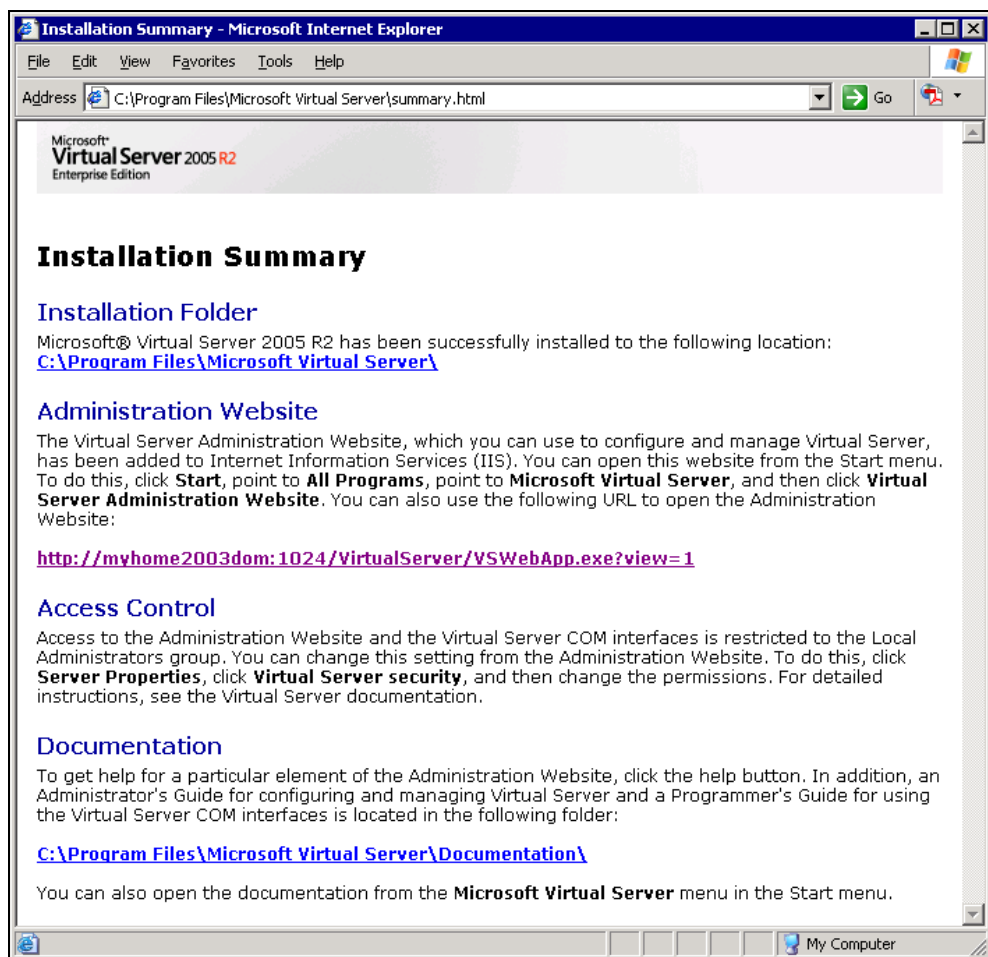 Installation Summary - Microsoft Internet Explorer
File Edit View Favorites Tools Help
Address C:\Program Files\Microsoft Virtual Server\summary.html Go
Microsoft®
Virtual Server 2005 R2
Enterprise Edition
Installation Summary
Installation Folder
Microsoft® Virtual Server 2005 R2 has been successfully installed to the following location:
C:\Program Files\Microsoft Virtual Server\
Administration Website
The Virtual Server Administration Website, which you can use to configure and manage Virtual Server,
has been added to Internet Information Services (IIS). You can open this website from the Start menu.
To do this, click Start, point to All Programs, point to Microsoft Virtual Server, and then click Virtual
Server Administration Website. You can also use the following URL to open the Administration
Website:
http://myhome2003dom:1024/VirtualServer/VSWebApp.exe?view=1
Access Control
Access to the Administration Website and the Virtual Server COM interfaces is restricted to the Local
Administrators group. You can change this setting from the Administration Website. To do this, click
Server Properties, click Virtual Server security, and then change the permissions. For detailed
instructions, see the Virtual Server documentation.
Documentation
To get help for a particular element of the Administration Website, click the help button. In addition, an
Administrator's Guide for configuring and managing Virtual Server and a Programmer's Guide for using
the Virtual Server COM interfaces is located in the following folder:
C:\Program Files\Microsoft Virtual Server\Documentation\
You can also open the documentation from the Microsoft Virtual Server menu in the Start menu.
My Computer